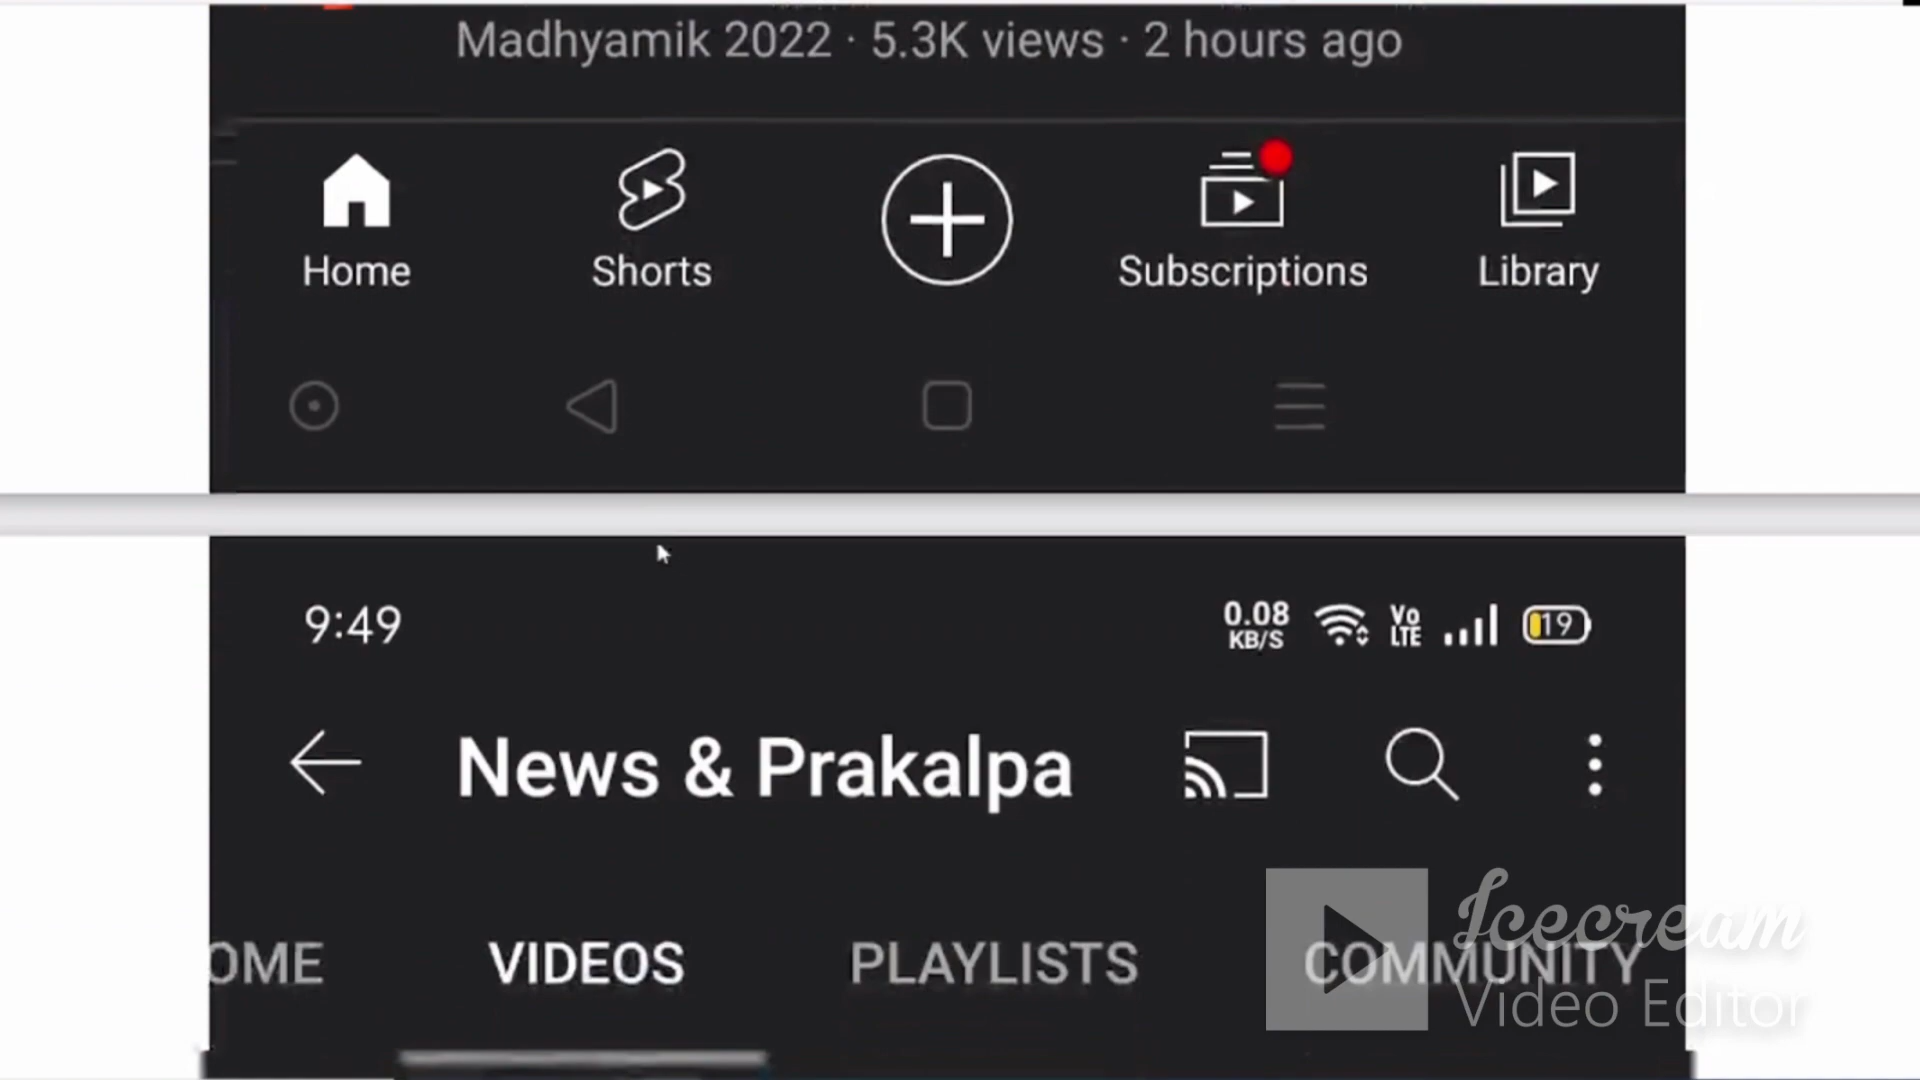 Madhyamik 2022 · 5.3K views · 2 hours ago
Home Shorts Subscriptions Library
9:49 0.08 KB/S Vo LTE 19
News & Prakalpa
OME VIDEOS PLAYLISTS COMMUNITY
Icecream
Video Editor